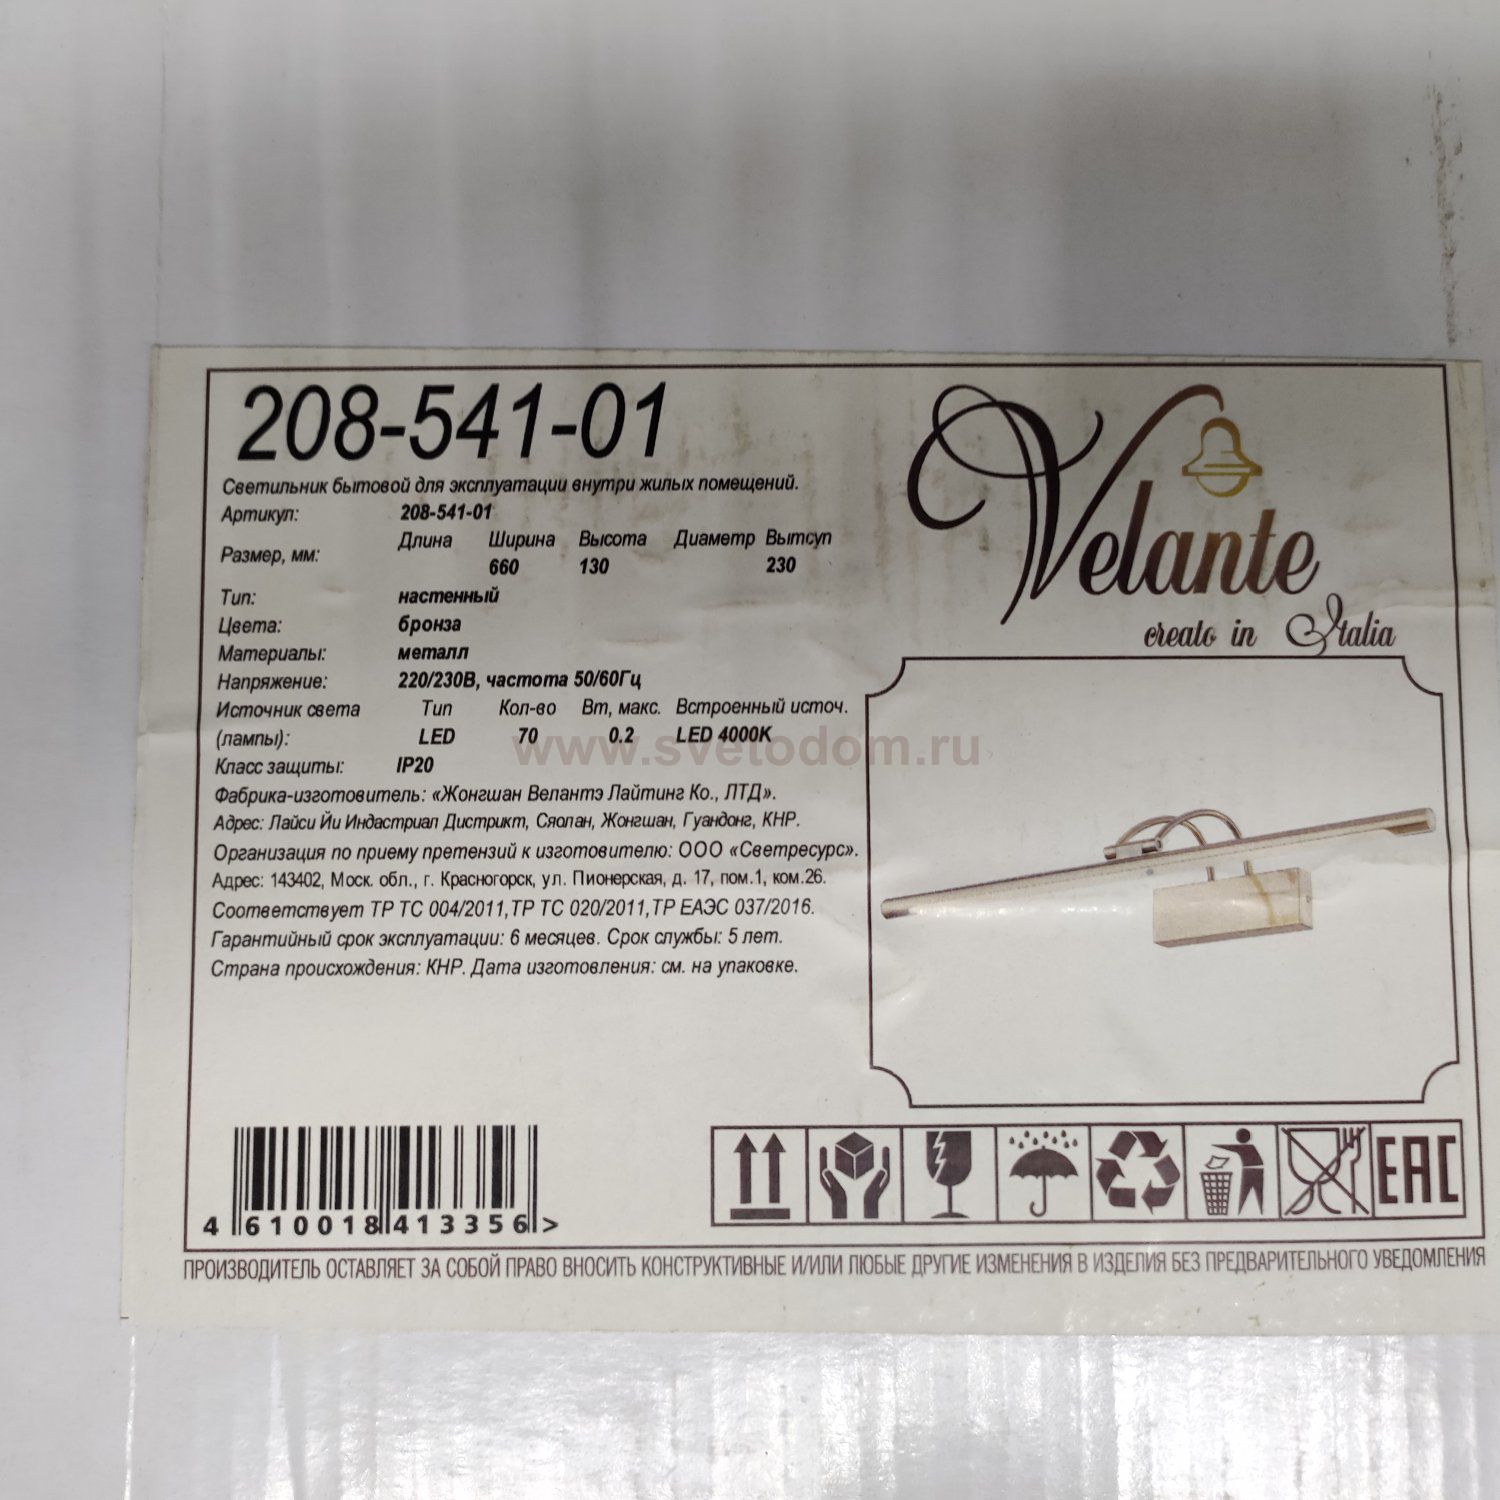 208-541-01
Светильник бытовой для эксплуатации внутри жилых помещений.
Артикул: 208-541-01
Размер, мм: Длина Ширина Высота Диаметр Вытсуп
660 130 230
Тип: настенный
Цвета: бронза
Материалы: металл
Напряжение: 220/230В, частота 50/60Гц
Источник света Тип Кол-во Вт, макс. Встроенный источ.
(лампы): LED 70 0.2 LED 4000K
Класс защиты: IP20
Фабрика-изготовитель: «Жонгшан Велантэ Лайтинг Ко., ЛТД».
Адрес: Лайси Йи Индастриал Дистрикт, Сяолан, Жонгшан, Гуандонг, КНР.
Организация по приему претензий к изготовителю: ООО «Светресурс».
Адрес: 143402, Моск. обл., г. Красногорск, ул. Пионерская, д. 17, пом.1, ком.26.
Соответствует ТР ТС 004/2011,ТР ТС 020/2011,ТР ЕАЭС 037/2016.
Гарантийный срок эксплуатации: 6 месяцев. Срок службы: 5 лет.
Страна происхождения: КНР. Дата изготовления: см. на упаковке.
Velante
creato in Italia
www.svetodom.ru
4 610018 413356 >
EAC
ПРОИЗВОДИТЕЛЬ ОСТАВЛЯЕТ ЗА СОБОЙ ПРАВО ВНОСИТЬ КОНСТРУКТИВНЫЕ И/ИЛИ ЛЮБЫЕ ДРУГИЕ ИЗМЕНЕНИЯ В ИЗДЕЛИЯ БЕЗ ПРЕДВАРИТЕЛЬНОГО УВЕДОМЛЕНИЯ